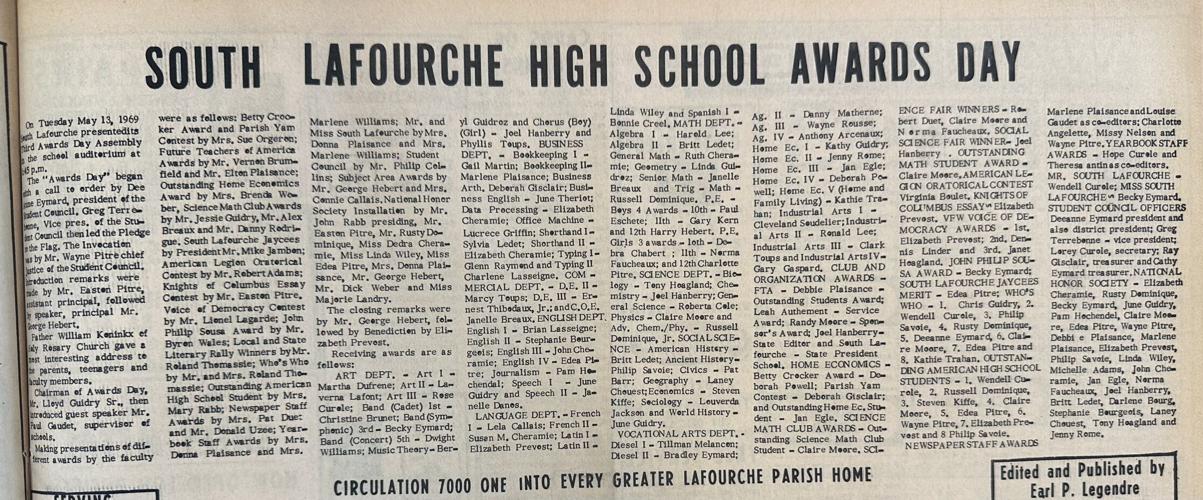 SOUTH LAFOURCHE HIGH SCHOOL AWARDS DAY
On Tuesday May 13, 1969
South Lafourche presented its
Third Awards Day Assembly
in the school auditorium at
p.m.
The "Awards Day" began
with a call to order by Dee
Anne Eymard, president of the
Student Council. Greg Terre-
bonne, Vice pres. of the Stu-
dent Council then led the Pledge
to the Flag. The Invocation
was by Mr. Wayne Pitre chief
justice of the Student Council.
Introductory remarks were
made by Mr. Easton Pitre,
assistant principal, followed
by speaker, principal Mr.
George Hebert.
Father William Koninkx of
Holy Rosary Church gave a
most interesting address to
the parents, teenagers and
faculty members.
Chairman of Awards Day,
Mr. Lloyd Guidry Sr., then
introduced guest speaker Mr.
Paul Gaudet, supervisor of
schools.
Making presentations of dif-
ferent awards by the faculty
were as follows: Betty Croc-
ker Award and Parish Yam
Contest by Mrs. Sue Orgeron;
Future Teachers of America
Awards by Mr. Vernon Brum-
field and Mr. Elton Plaisance;
Outstanding Home Economics
Award by Mrs. Brenda Web-
ber, Science Math Club Awards
by Mr. Jessie Guidry, Mr. Alex
Breaux and Mr. Danny Rodri-
gue. South Lafourche Jaycees
by President Mr. Mike Jambon;
American Legion Oratorical
Contest by Mr. Robert Adams;
Knights of Columbus Essay
Contest by Mr. Easton Pitre.
Voice of Democracy Contest
by Mr. Lionel Lagarde; John
Philip Sousa Award by Mr.
Byron Wales; Local and State
Literary Rally Winners by Mr.
Roland Thomassie; Who's Who
by Mr. and Mrs. Roland Tho-
massie; Outstanding American
High School Student by Mrs.
Mary Rabb; Newspaper Staff
Awards by Mrs. Pat Duet
and Mr. Donald Uzee; Year-
book Staff Awards by Mrs.
Donna Plaisance and Mrs.
Marlene Williams; Mr. and
Miss South Lafourche by Mrs.
Donna Plaisance and Mrs.
Marlene Williams; Student
Council by Mr. Philip Col-
lins; Subject Area Awards by
Mr. George Hebert and Mrs.
Connie Callais. National Honor
Society Installation by Mr.
John Rabb presiding, Mr.
Easton Pitre, Mr. Rusty Do-
minique, Miss Dedra Chera-
mie, Miss Linda Wiley, Miss
Edea Pitre, Mrs. Donna Plai-
sance, Mr. George Hebert,
Mr. Dick Weber and Miss
Majorie Landry.
The closing remarks were
by Mr. George Hebert, fol-
lowed by Benediction by Eli-
zabeth Prevost.
Receiving awards are as
follows:
ART DEPT. - Art I -
Martha Dufrene; Art II - La-
verna Lafont; Art III - Rose
Curole; Band (Cadet) 1st -
Christine Brunet; Band (Sym-
phonic) 3rd - Becky Eymard;
Band (Concert) 5th - Dwight
Williams; Music Theory - Ber-
yl Guidroz and Chorus (Boy)
(Girl) - Joel Hanberry and
Phyllis Toups. BUSINESS
DEPT. - Bookkeeping I -
Gail Martin; Bookkeeping II-
Marlene Plaisance; Business
Arth. Deborah Gisclair; Busi-
ness English - June Theriot;
Data Processing - Elizabeth
Cheramie; Office Machine -
Lucrece Griffin; Shorthand I -
Sylvia Ledet; Shorthand II -
Elizabeth Cheramie; Typing I -
Glenn Raymond and Typing II
Charlene Lasseigne. COM -
MERCIAL DEPT. - D.E. II -
Marcy Toups; D.E. III - Er-
nest Thibodaux, Jr., and C.O.E.
Janelle Breaux. ENGLISH DEPT.
English I - Brian Lasseigne;
English II - Stephanie Bour-
geois; English III - John Che-
ramie; English IV - Edea Pi-
tre; Journalism - Pam Ho-
chendal; Speech I - June
Guidry and Speech II - Ja-
nelle Danos.
LANGUAGE DEPT. - French
I - Lela Callais; French II -
Susan M. Cheramie; Latin I -
Elizabeth Prevost; Latin II -
Linda Wiley and Spanish I -
Bonnie Creel. MATH DEPT. -
Algebra I - Harold Lee;
Algebra II - Britt Ledet;
General Math - Ruth Chera-
mie; Geometry - Linda Gui-
droz; Senior Math - Janelle
Breaux and Trig - Math -
Russell Dominique. P.E. -
Boys 4 Awards - 10th - Paul
Eschete; 11h - Gary Kern
and 12th Harry Hebert. P.E.
Girls 3 awards - 10th - De-
bra Chabert ; 11th - Norma
Faucheux; and 12th Charlotte
Pitre. SCIENCE DEPT. - Bio-
logy - Tony Hoagland; Che-
mistry - Joel Hanberry; Gen-
eral Science - Roberta Cole;
Physics - Claire Moore and
Adv. Chem./Phy. - Russell
Dominique, Jr. SOCIAL SCIE-
NCE - American History -
Britt Ledet; Ancient History-
Philip Savoie; Civics - Pat
Barr; Geography - Laney
Chouest; Economics - Steven
Kiffe; Sociology - Louverda
Jackson and World History -
June Guidry.
VOCATIONAL ARTS DEPT. -
Diesel I - Tillman Melancon;
Diesel II - Bradley Eymard;
Ag. II - Danny Matherne;
Ag. III - Wayne Rousse;
Ag. IV - Anthony Arcenaux;
Home Ec. I - Kathy Guidry;
Home Ec. II - Jenny Rome;
Home Ec. III - Jan Egle;
Home Ec. IV - Deborah Po-
well; Home Ec. V (Home and
Family Living) - Kathie Tra-
han; Industrial Arts I -
Cleveland Soudelier; Industri-
al Arts II - Ronald Lee;
Industrial Arts III - Clark
Toups and Industrial Arts IV-
Gary Gaspard. CLUB AND
ORGANIZATION AWARDS -
FTA - Debbie Plaisance -
Outstanding Students Award;
Leah Authement - Service
Award; Randy Moore - Spon-
sor's Award; Joel Hanberry-
State Editor and South La-
fourche - State President
School. HOME ECONOMICS -
Betty Crocker Award - De-
borah Powell; Parish Yam
Contest - Deborah Gisclair;
and Outstanding Home Ec. Stu-
dent - Jan Egle. SCIENCE
MATH CLUB AWARDS - Out-
standing Science Math Club
Student - Claire Moore, SCI-
ENCE FAIR WINNERS - Ro-
bert Duet, Claire Moore and
Norma Faucheux, SOCIAL
SCIENCE FAIR WINNER- Joel
Hanberry . OUTSTANDING
MATH STUDENT AWARD -
Claire Moore, AMERICAN LE-
GION ORATORICAL CONTEST
Virginia Boulet, KNIGHTS OF
COLUMBUS ESSAY - Elizabeth
Prevost. VFW VOICE OF DE-
MOCRACY AWARDS - 1st,
Elizabeth Prevost; 2nd, Den-
nis Linder and 3rd, Janet
Hoagland, JOHN PHILIP SOU-
SA AWARD - Becky Eymard;
SOUTH LAFOURCHE JAYCEES
MERIT - Edea Pitre; WHO'S
WHO - 1. Chris Guidry, 2.
Wendell Curole, 3. Philip
Savoie, 4. Rusty Dominique,
5. Deeanne Eymard, 6. Clai-
re Moore, 7. Edea Pitre and
8, Kathie Trahan. OUTSTAN-
DING AMERICAN HIGH SCHOOL
STUDENTS - 1. Wendell Cu-
role, 2, Russell Dominique,
3, Steven Kiffe, 4. Claire
Moore, 5. Edea Pitre, 6.
Wayne Pitre, 7. Elizabeth Pre-
vost and 8 Philip Savoie.
NEWSPAPER STAFF AWARDS
Marlene Plaisance and Louise
Gaudet as co-editors; Charlotte
Angelette, Missy Nelson and
Wayne Pitre. YEARBOOK STAFF
AWARDS - Hope Curole and
Theresa as co-editors,
MR. SOUTH LAFOURCHE -
Wendell Curole; MISS SOUTH
LAFOURCHE - Becky Eymard,
STUDENT COUNCIL OFFICERS
Deeanne Eymard president and
also district president; Greg
Terrebonne - vice president;
Lorey Curole, secretary; Ray
Gisclair, treasurer and Cathy
Eymard treasurer, NATIONAL
HONOR SOCIETY - Elizabeth
Cheramie, Rusty Dominique,
Becky Eymard, June Guidry,
Pam Hochendel, Claire Moo-
re, Edea Pitre, Wayne Pitre,
Debbie Plaisance, Marlene
Plaisance, Elizabeth Prevost,
Philip Savoie, Linda Wiley,
Michelle Adams, John Che-
ramie, Jan Egle, Norma
Faucheux, Joel Hanberry,
Britt Ledet, Darlene Bourg,
Stephanie Bourgeois, Laney
Chouest, Tony Hoagland and
Jenny Rome.
CIRCULATION 7000 ONE INTO EVERY GREATER LAFOURCHE PARISH HOME
SERVING
Edited and Published by
Earl P. Legendre